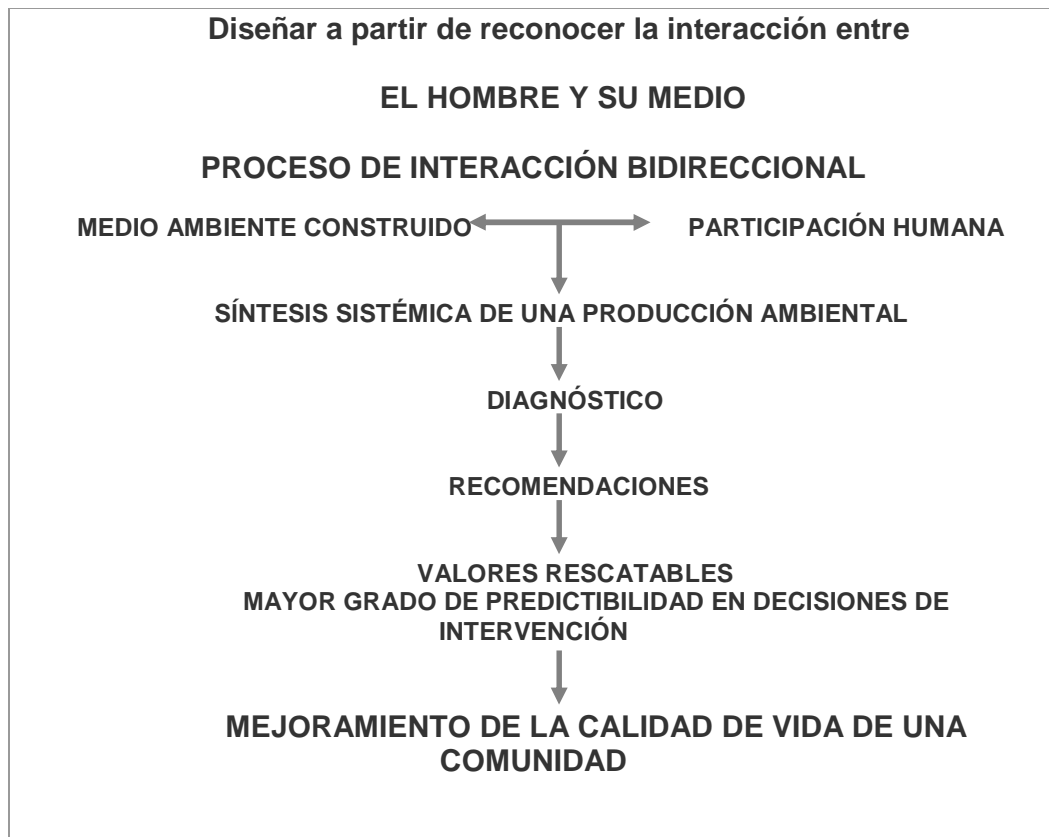 Diseñar a partir de reconocer la interacción entre
EL HOMBRE Y SU MEDIO
PROCESO DE INTERACCIÓN BIDIRECCIONAL
MEDIO AMBIENTE CONSTRUIDO PARTICIPACIÓN HUMANA
SÍNTESIS SISTÉMICA DE UNA PRODUCCIÓN AMBIENTAL
DIAGNÓSTICO
RECOMENDACIONES
VALORES RESCATABLES
MAYOR GRADO DE PREDICTIBILIDAD EN DECISIONES DE
INTERVENCIÓN
MEJORAMIENTO DE LA CALIDAD DE VIDA DE UNA
COMUNIDAD